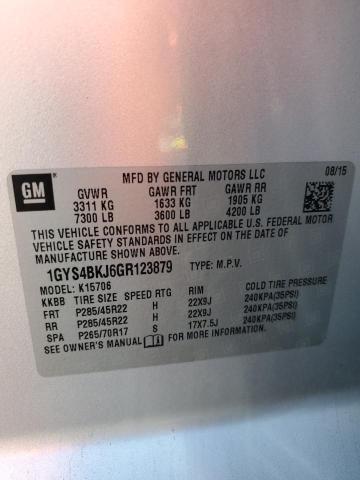 GM
MFD BY GENERAL MOTORS LLC 08/15
GVWR GAWR FRT GAWR RR
3311 KG 1633 KG 1905 KG
7300 LB 3600 LB 4200 LB
THIS VEHICLE CONFORMS TO ALL APPLICABLE U.S. FEDERAL MOTOR
VEHICLE SAFETY STANDARDS IN EFFECT ON THE DATE OF
MANUFACTURE SHOWN ABOVE.
1GYS4BKJ6GR123879 TYPE: M.P.V.
MODEL: K15706
KKBB TIRE SIZE SPEED RTG RIM COLD TIRE PRESSURE
FRT P285/45R22 H 22X9J 240KPA(35PSI)
RR P285/45R22 H 22X9J 240KPA(35PSI)
SPA P265/70R17 S 17X7.5J 240KPA(35PSI)
SEE OWNER'S MANUAL